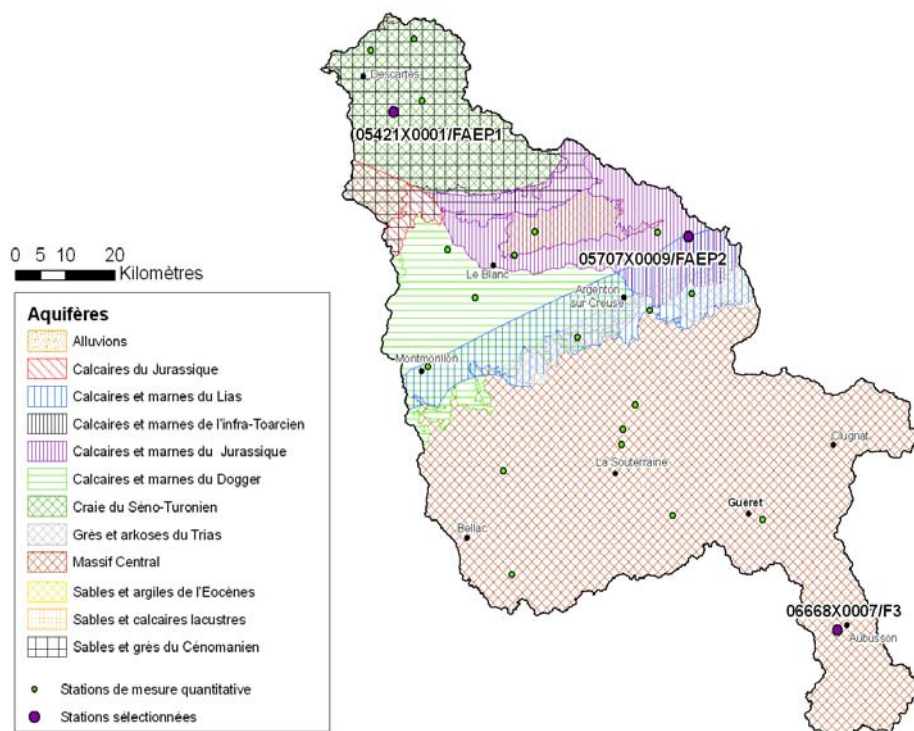 Descartes
05421X0001/FAEP1
05707X0009/FAEP2
Le Blanc
Argenton
sur Creuse
Montmorillon
0 5 10 20
Kilomètres
Aquifères
Alluvions
Calcaires du Jurassique
Calcaires et marnes du Lias
Calcaires et marnes de l'infra-Toarcien
Calcaires et marnes du Jurassique
Calcaires et marnes du Dogger
Craie du Séno-Turonien
Grès et arkoses du Trias
Massif Central
Sables et argiles de l'Eocènes
Sables et calcaires lacustres
Sables et grès du Cénomanien
Stations de mesure quantitative
Stations sélectionnées
Clugnat
La Souterraine
Gueret
Bellac
06668X0007/F3
Aubusson